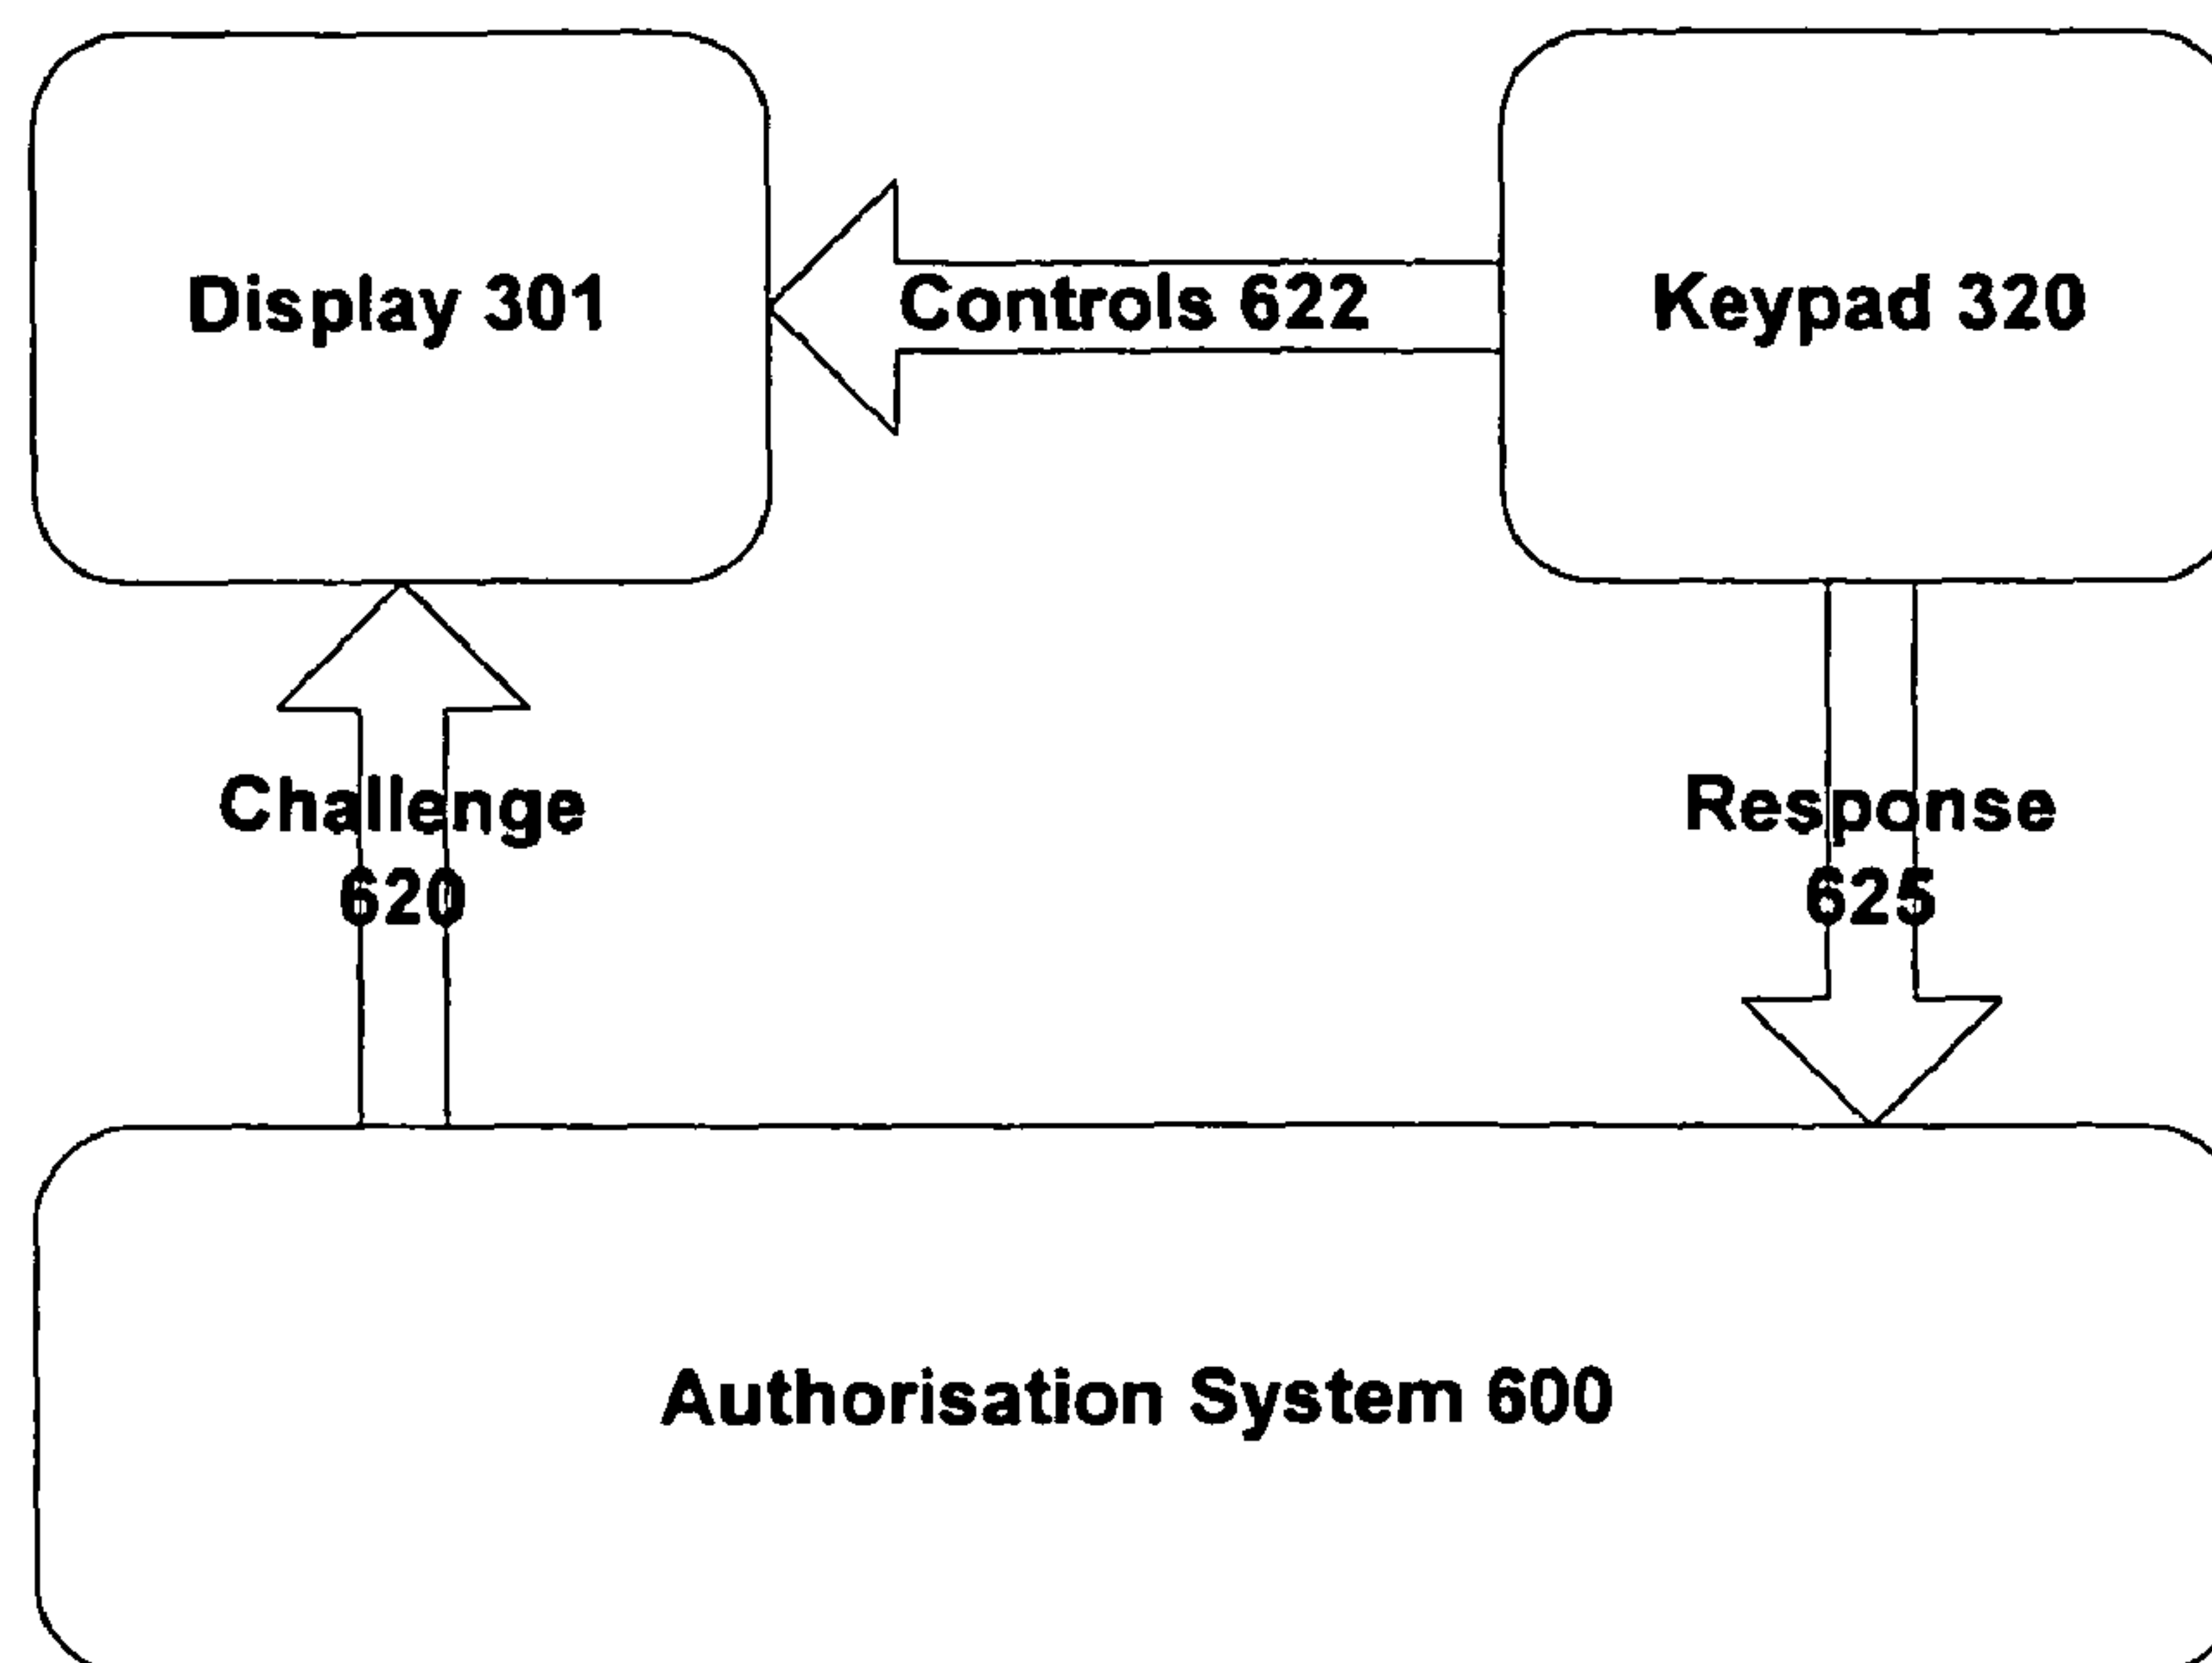 Display 301
Controls 622
Keypad 320
Challenge
620
Response
625
Authorisation System 600